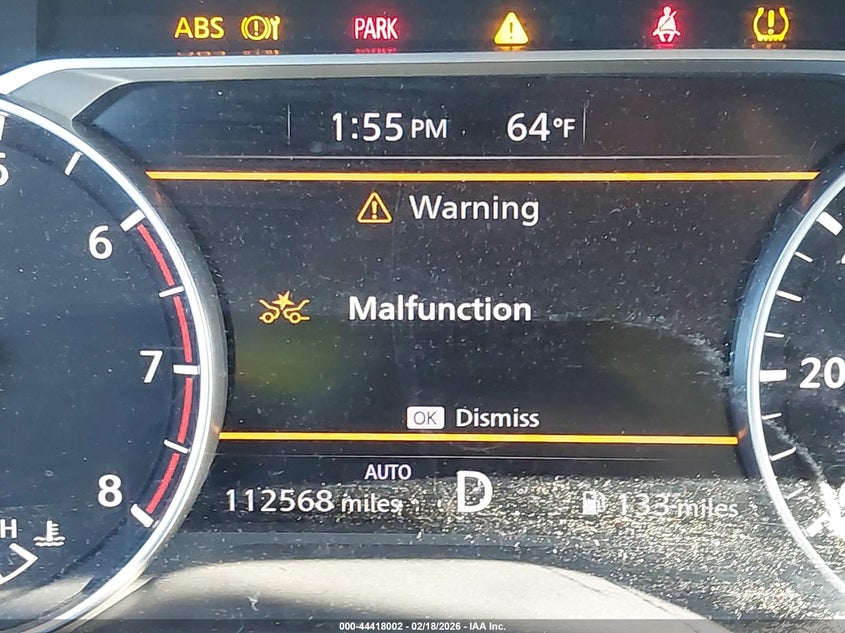 ABS PARK
1:55 PM 64°F
Warning
Malfunction
OK Dismiss
AUTO
112568 miles D 133 miles
6
7
8
H
20
000-44418002 - 02/18/2026 - IAA Inc.